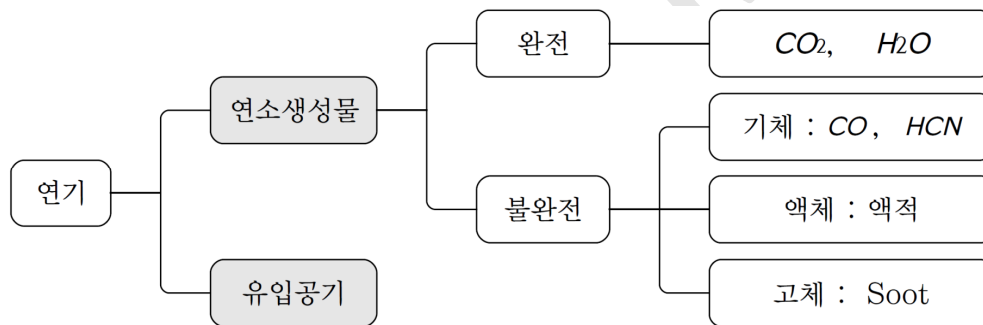 연기
연소생성물
유입공기
완전
불완전
CO2, H2O
기체 : CO, HCN
액체 : 액적
고체 : Soot